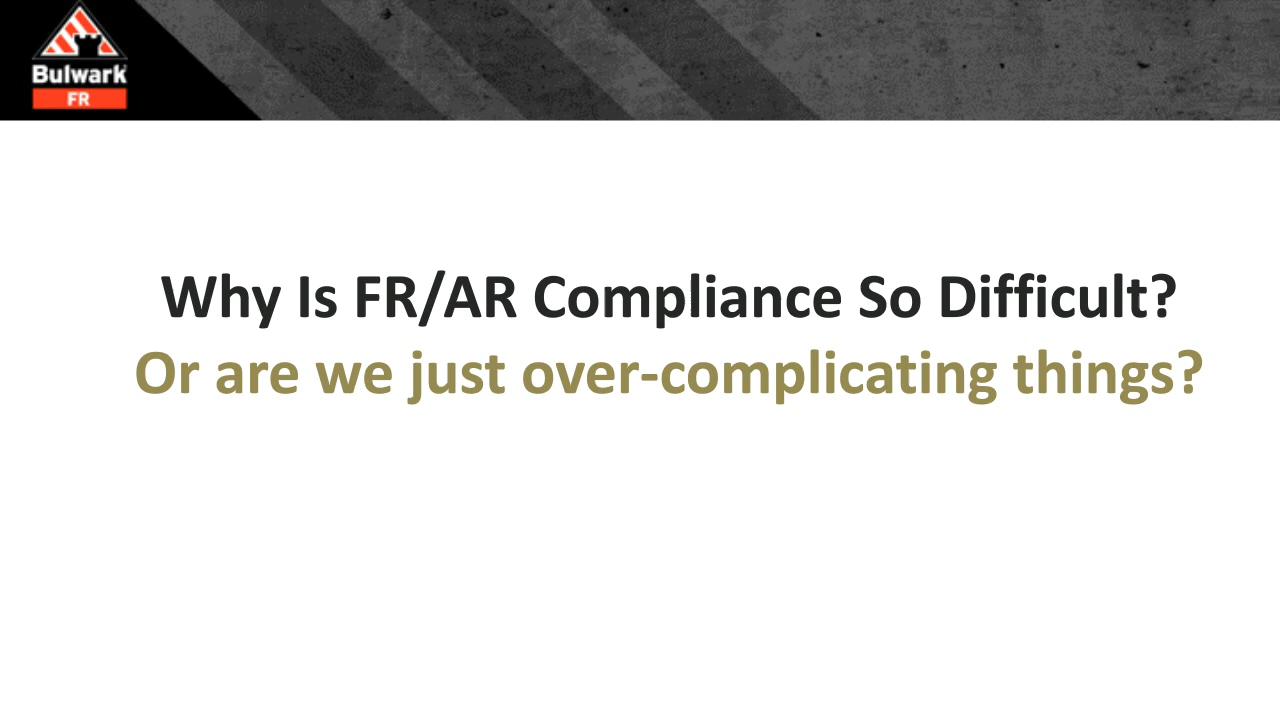 Bulwark
FR
Why Is FR/AR Compliance So Difficult?
Or are we just over-complicating things?